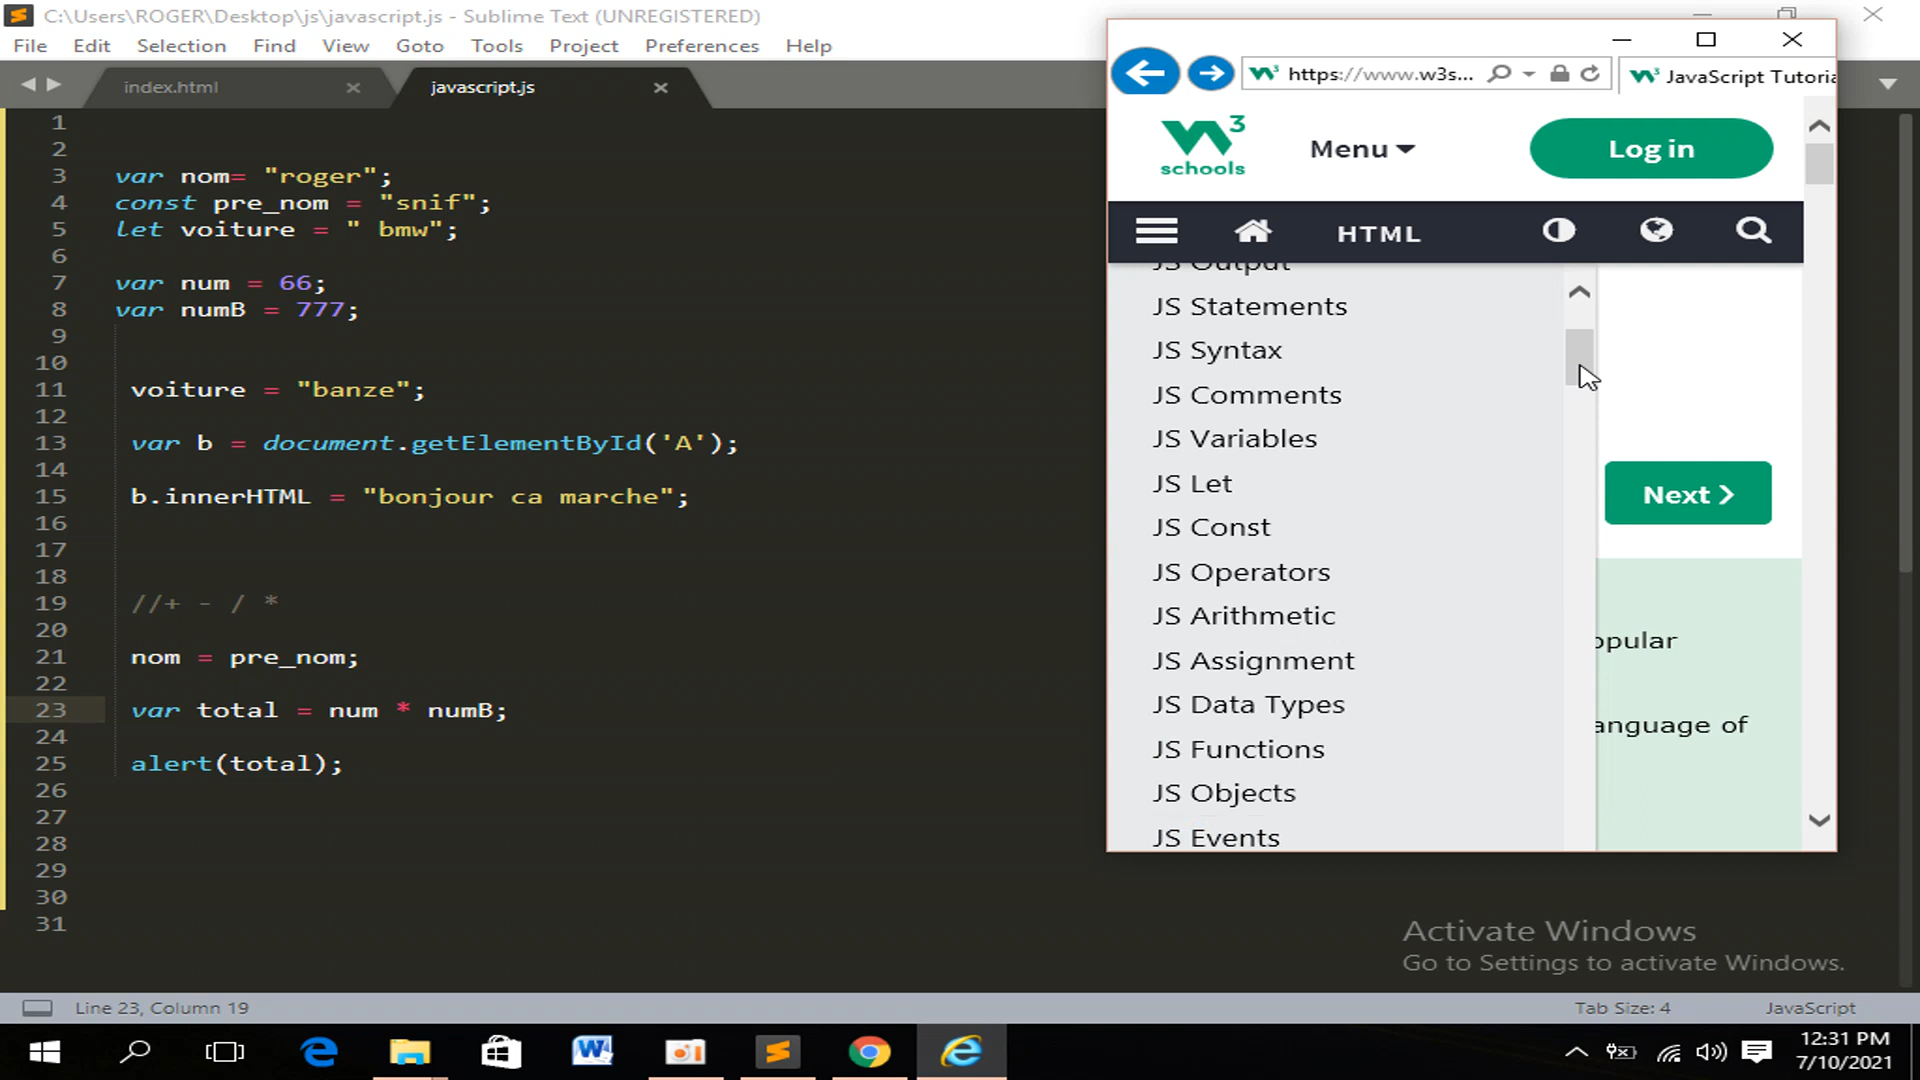 C:\Users\ROGER\Desktop\js\javascript.js - Sublime Text (UNREGISTERED)
File Edit Selection Find View Goto Tools Project Preferences Help
index.html
javascript.js
1
2
3 var nom= "roger";
4 const pre_nom = "snif";
5 let voiture = " bmw";
6
7 var num = 66;
8 var numB = 777;
9
10
11 voiture = "banze";
12
13 var b = document.getElementById('A');
14
15 b.innerHTML = "bonjour ca marche";
16
17
18
19 //+ - / *
20
21 nom = pre_nom;
22
23 var total = num * numB;
24
25 alert(total);
26
27
28
29
30
31
https://www.w3s...
JavaScript Tutoria
W3 schools
Menu
Log in
HTML
JS Output
JS Statements
JS Syntax
JS Comments
JS Variables
JS Let
JS Const
JS Operators
JS Arithmetic
JS Assignment
JS Data Types
JS Functions
JS Objects
JS Events
Next ❯
opular
anguage of
Activate Windows
Go to Settings to activate Windows.
Line 23, Column 19
Tab Size: 4
JavaScript
12:31 PM
7/10/2021